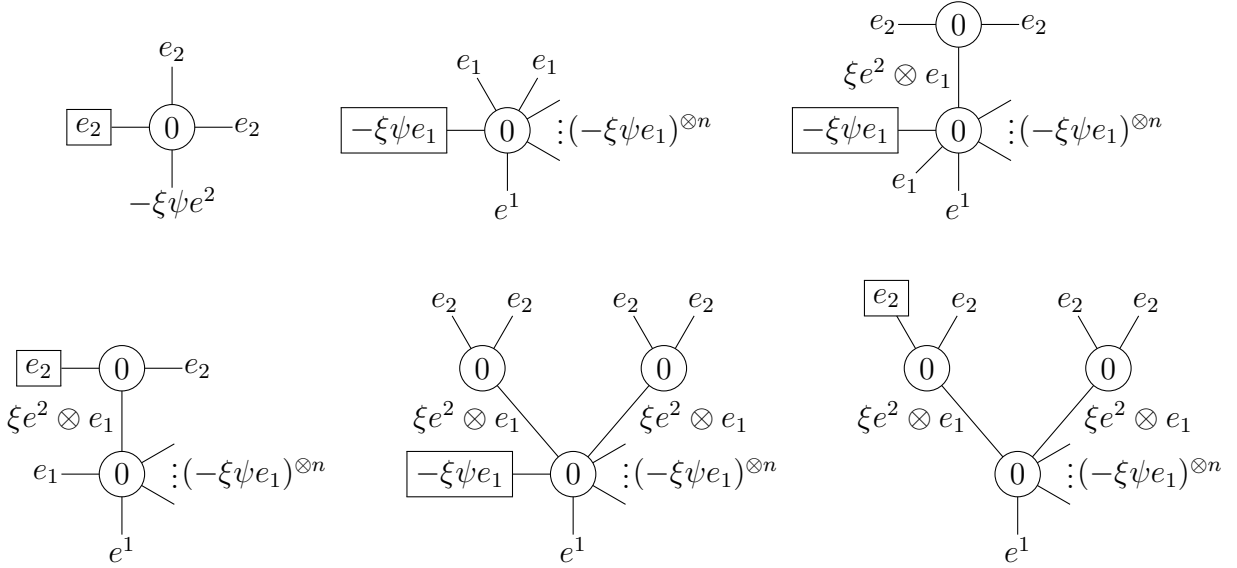 e_2
e_2 0 e_2
-ξψe^2
e_1 e_1
-ξψe_1 0 ⋮(-ξψe_1)^{⊗n}
e^1
e_2 0 e_2
ξe^2 ⊗ e_1
-ξψe_1 0 ⋮(-ξψe_1)^{⊗n}
e_1
e^1
e_2 0 e_2
ξe^2 ⊗ e_1
e_1 0 ⋮(-ξψe_1)^{⊗n}
e^1
e_2 e_2 e_2 e_2
0 0
ξe^2 ⊗ e_1 ξe^2 ⊗ e_1
-ξψe_1 0 ⋮(-ξψe_1)^{⊗n}
e^1
e_2 e_2 e_2 e_2
0 0
ξe^2 ⊗ e_1 ξe^2 ⊗ e_1
0 ⋮(-ξψe_1)^{⊗n}
e^1